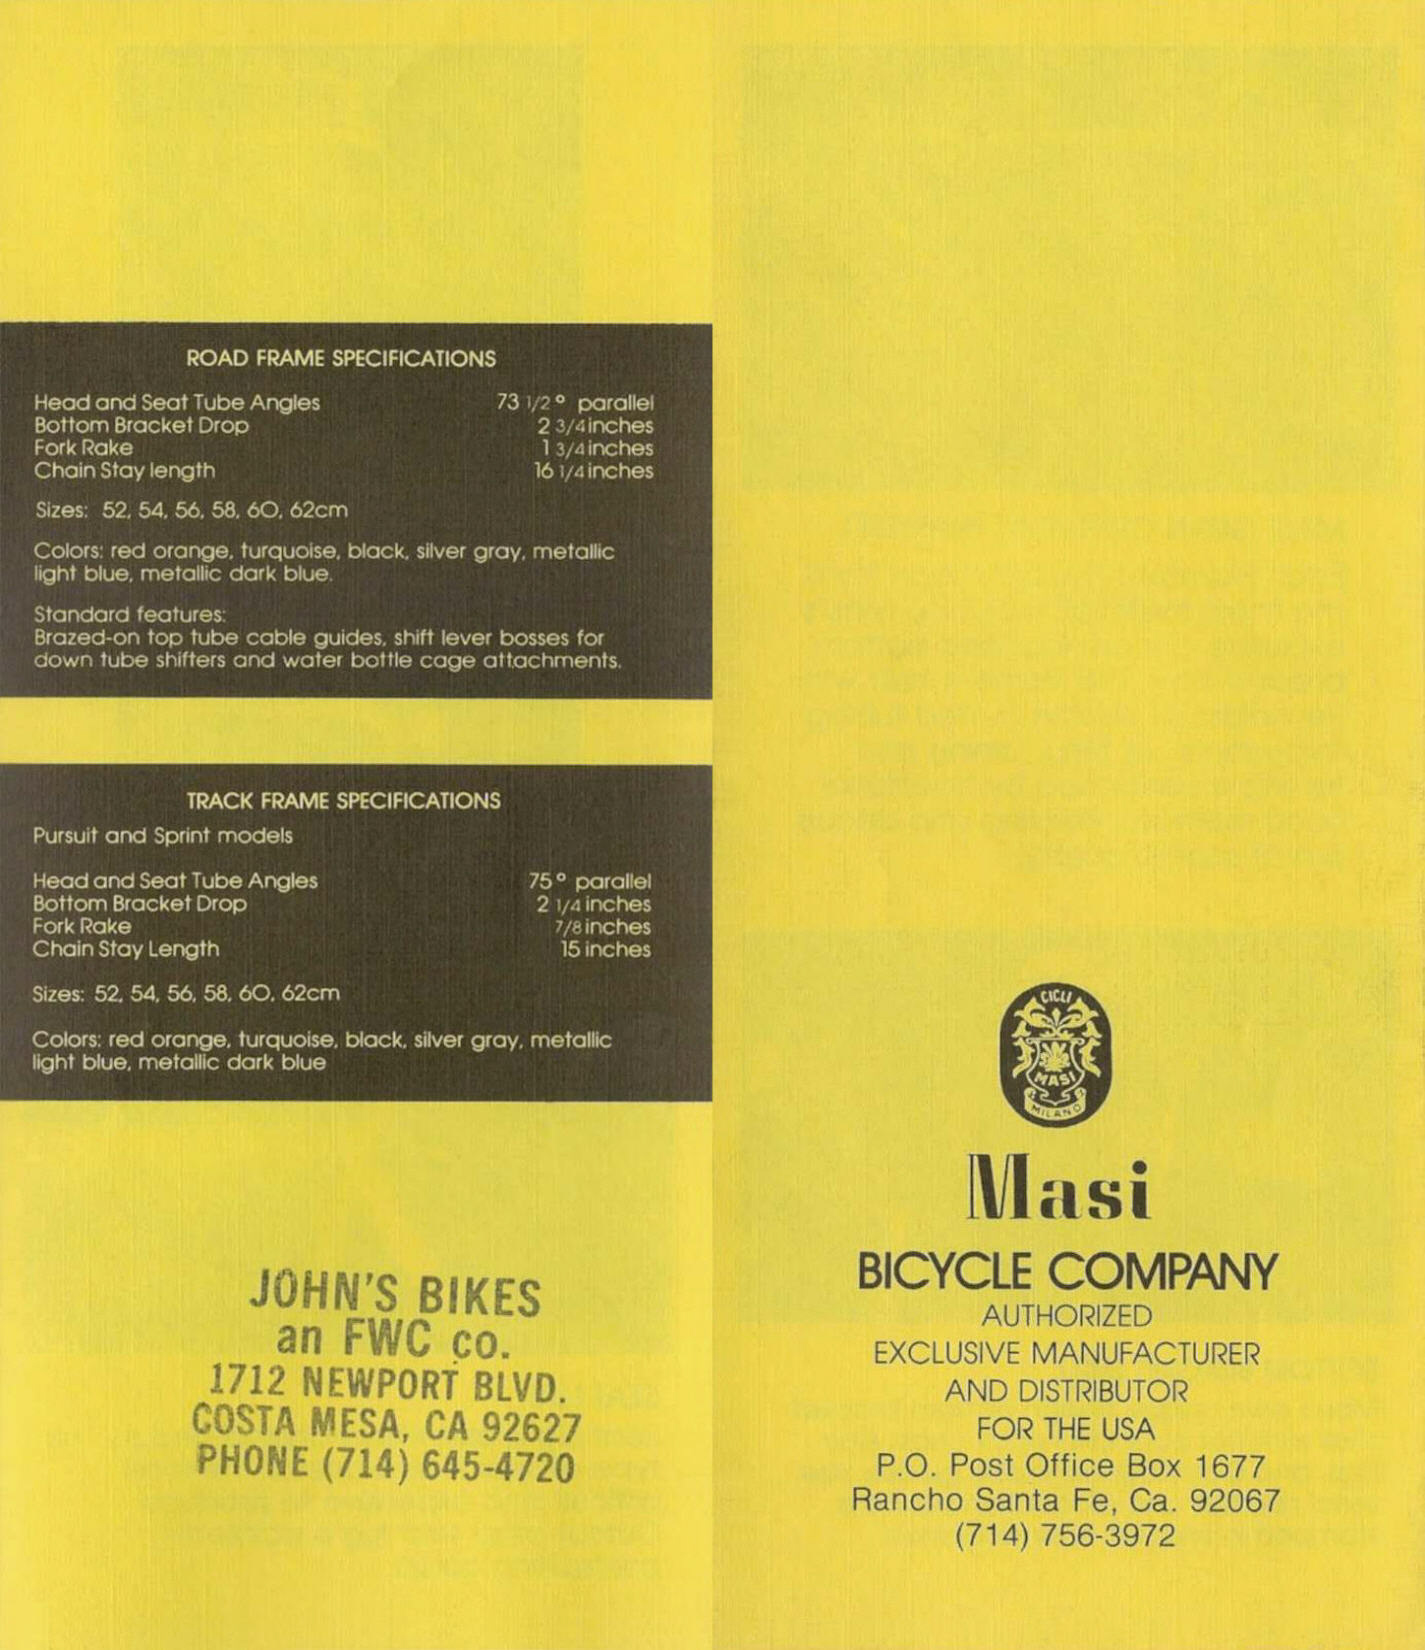 ROAD FRAME SPECIFICATIONS
Head and Seat Tube Angles 73 1/2° parallel
Bottom Bracket Drop 2 3/4 inches
Fork Rake 1 3/4 inches
Chain Stay length 16 1/4 inches
Sizes: 52, 54, 56, 58, 60, 62cm
Colors: red orange, turquoise, black, silver gray, metallic
light blue, metallic dark blue.
Standard features:
Brazed-on top tube cable guides, shift lever bosses for
down tube shifters and water bottle cage attachments.
TRACK FRAME SPECIFICATIONS
Pursuit and Sprint models
Head and Seat Tube Angles 75° parallel
Bottom Bracket Drop 2 1/4 inches
Fork Rake 7/8 inches
Chain Stay Length 15 inches
Sizes: 52, 54, 56, 58, 60, 62cm
Colors: red orange, turquoise, black, silver gray, metallic
light blue, metallic dark blue
JOHN'S BIKES
an FWC co.
1712 NEWPORT BLVD.
COSTA MESA, CA 92627
PHONE (714) 645-4720
CICLI
MASI
MILANO
Masi
BICYCLE COMPANY
AUTHORIZED
EXCLUSIVE MANUFACTURER
AND DISTRIBUTOR
FOR THE USA
P.O. Post Office Box 1677
Rancho Santa Fe, Ca. 92067
(714) 756-3972